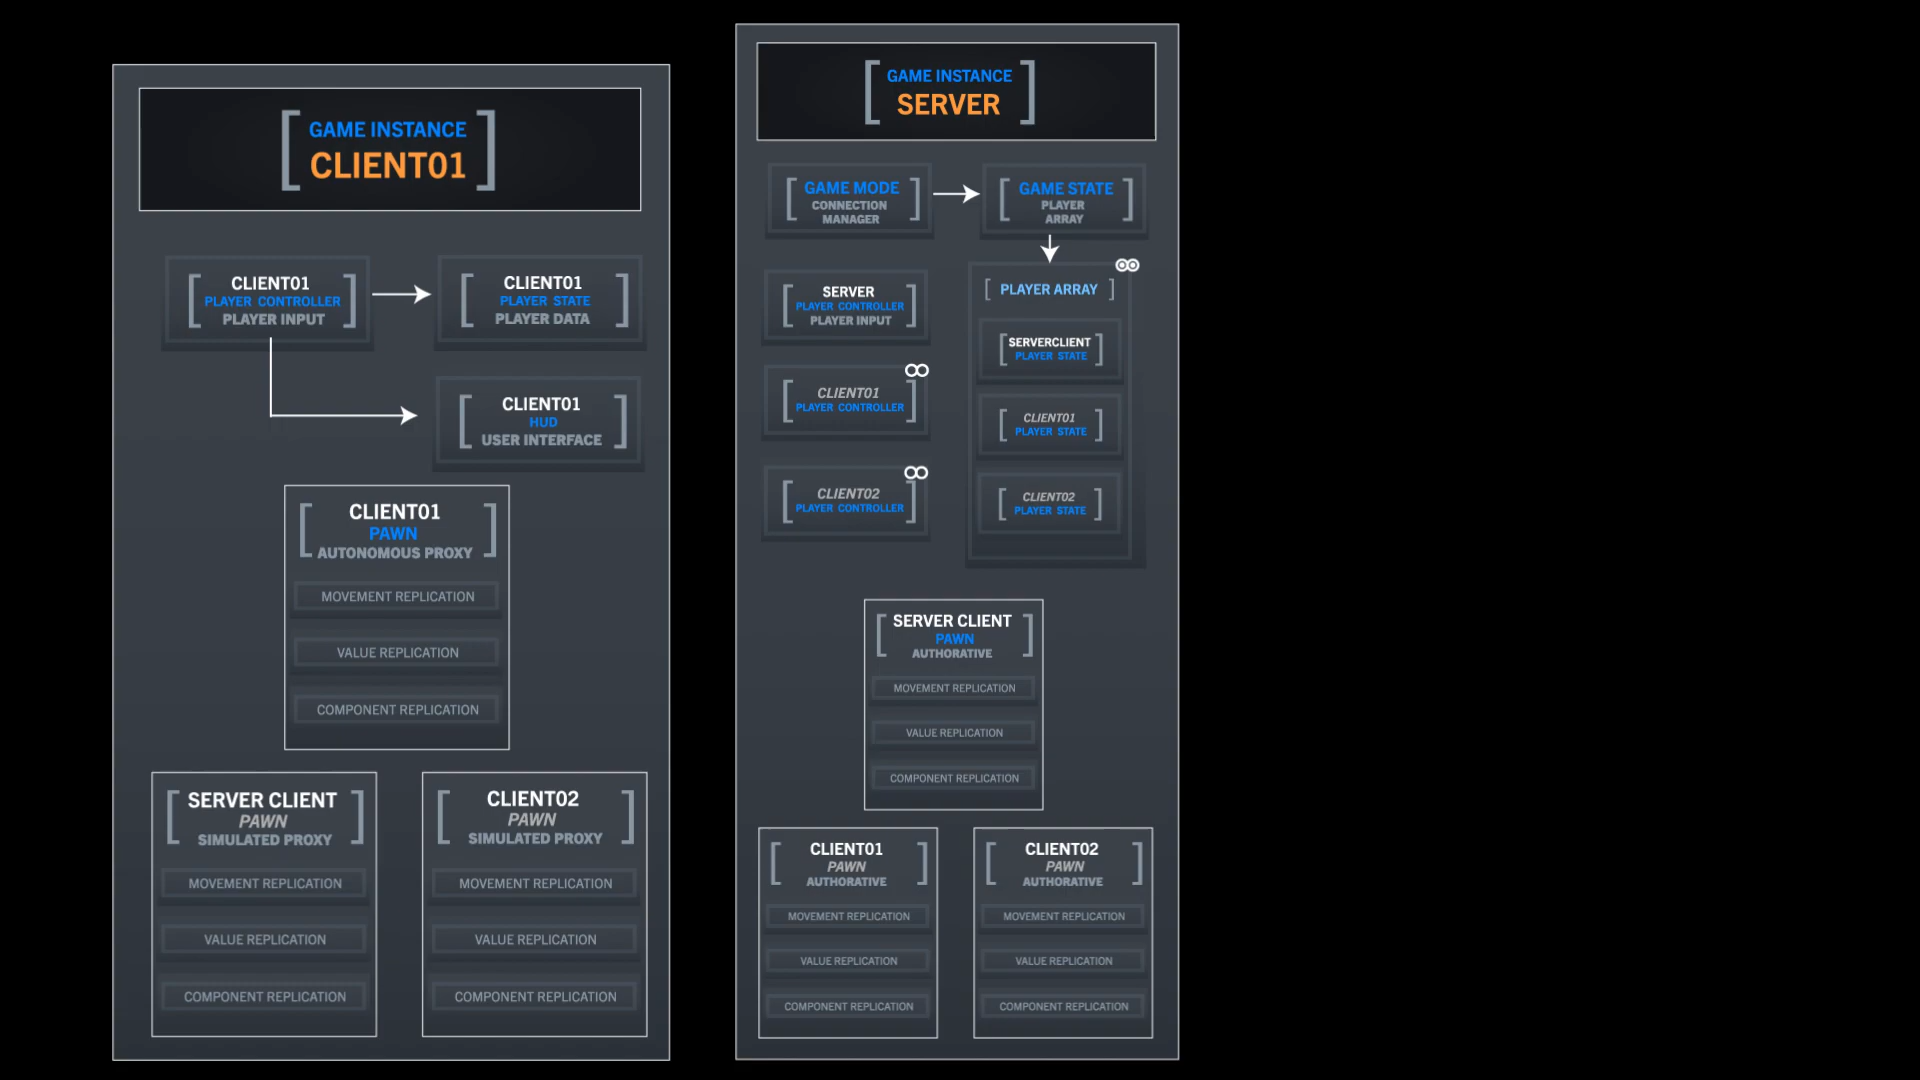 GAME INSTANCE
CLIENT01
CLIENT01
PLAYER CONTROLLER
PLAYER INPUT
CLIENT01
PLAYER STATE
PLAYER DATA
CLIENT01
HUD
USER INTERFACE
CLIENT01
PAWN
AUTONOMOUS PROXY
MOVEMENT REPLICATION
VALUE REPLICATION
COMPONENT REPLICATION
SERVER CLIENT
PAWN
SIMULATED PROXY
MOVEMENT REPLICATION
VALUE REPLICATION
COMPONENT REPLICATION
CLIENT02
PAWN
SIMULATED PROXY
MOVEMENT REPLICATION
VALUE REPLICATION
COMPONENT REPLICATION
GAME INSTANCE
SERVER
GAME MODE
CONNECTION
MANAGER
GAME STATE
PLAYER
ARRAY
SERVER
PLAYER CONTROLLER
PLAYER INPUT
CLIENT01
PLAYER CONTROLLER
CLIENT02
PLAYER CONTROLLER
PLAYER ARRAY
SERVERCLIENT
PLAYER STATE
CLIENT01
PLAYER STATE
CLIENT02
PLAYER STATE
SERVER CLIENT
PAWN
AUTHORATIVE
MOVEMENT REPLICATION
VALUE REPLICATION
COMPONENT REPLICATION
CLIENT01
PAWN
AUTHORATIVE
MOVEMENT REPLICATION
VALUE REPLICATION
COMPONENT REPLICATION
CLIENT02
PAWN
AUTHORATIVE
MOVEMENT REPLICATION
VALUE REPLICATION
COMPONENT REPLICATION